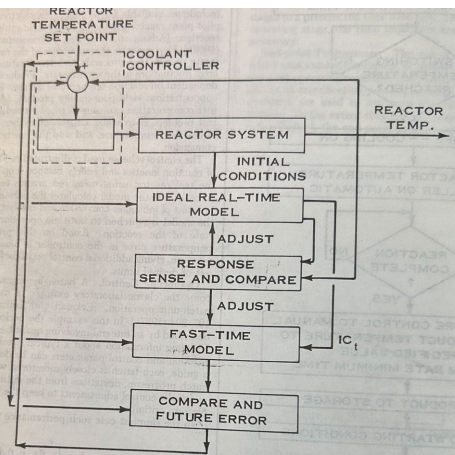 REACTOR
TEMPERATURE
SET POINT
+
COOLANT
CONTROLLER
-
-
REACTOR SYSTEM
REACTOR
TEMP.
INITIAL
CONDITIONS
IDEAL REAL-TIME
MODEL
ADJUST
RESPONSE
SENSE AND COMPARE
ADJUST
IC t
FAST-TIME
MODEL
COMPARE AND
FUTURE ERROR